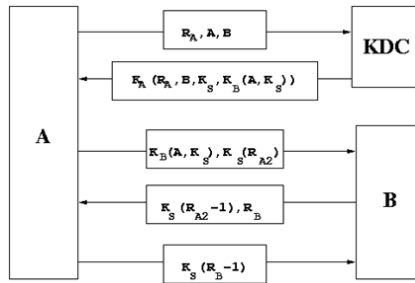 R_A,A,B
KDC
K_A(R_A,B,K_S,K_B(A,K_S))
A
K_B(A,K_S),K_S(R_A2)
B
K_S(R_A2-1),R_B
K_S(R_B-1)